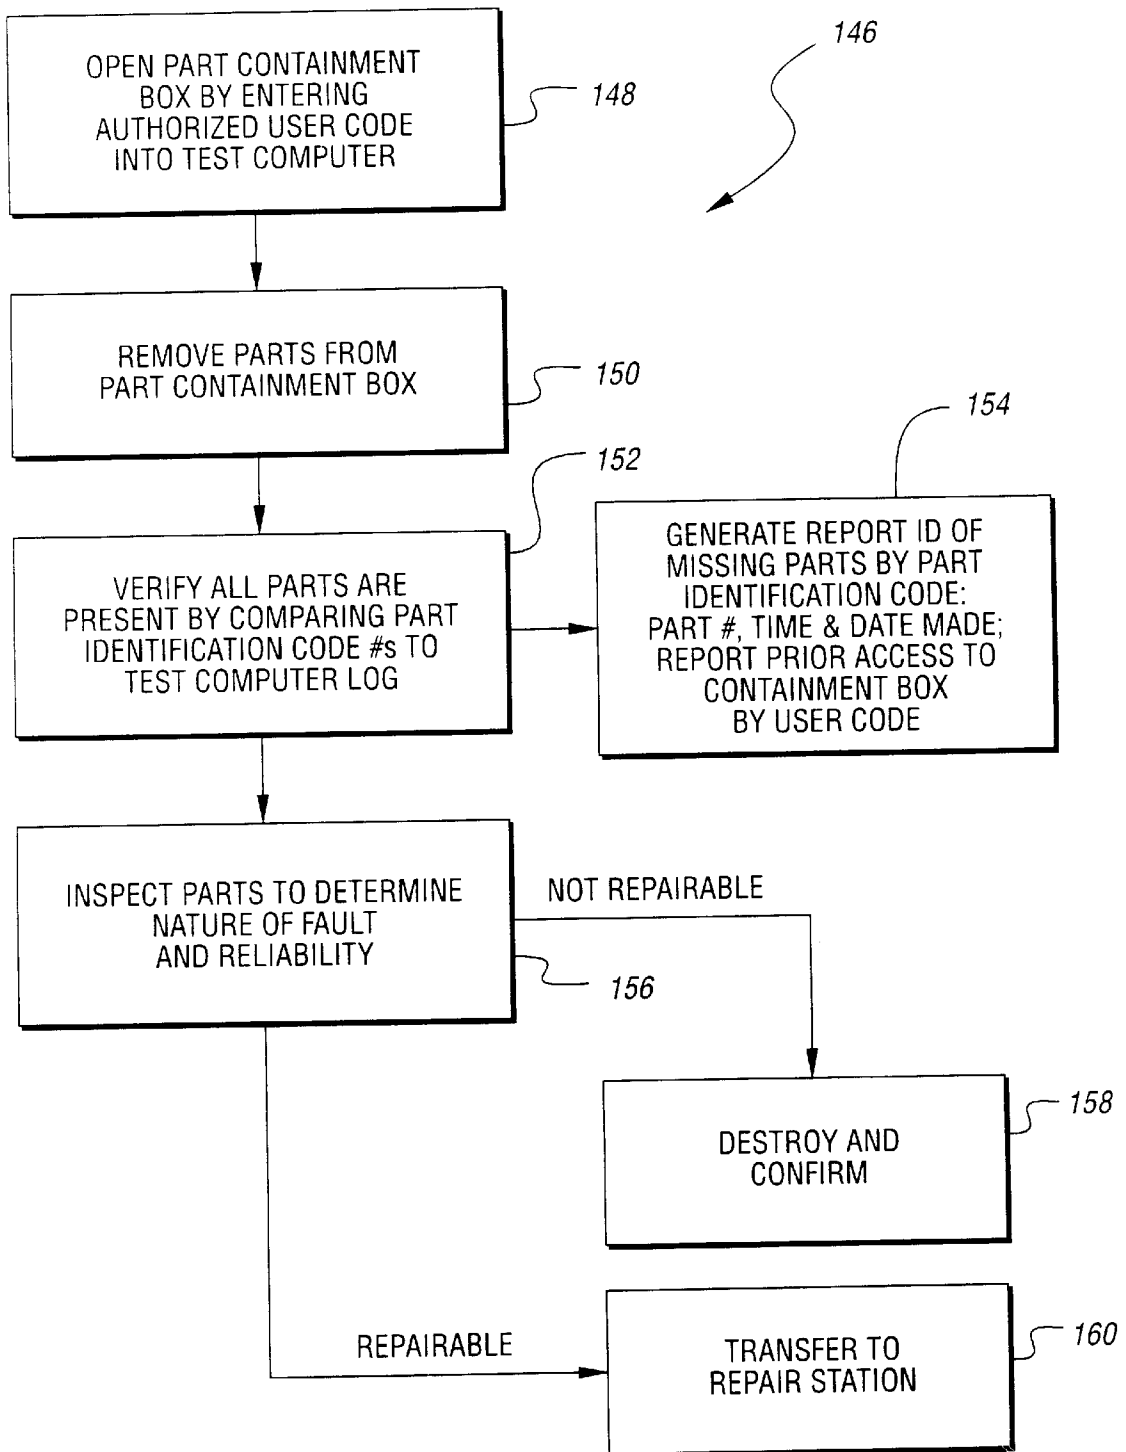 146
OPEN PART CONTAINMENT
BOX BY ENTERING
AUTHORIZED USER CODE
INTO TEST COMPUTER
148
REMOVE PARTS FROM
PART CONTAINMENT BOX
150
152
VERIFY ALL PARTS ARE
PRESENT BY COMPARING PART
IDENTIFICATION CODE #s TO
TEST COMPUTER LOG
154
GENERATE REPORT ID OF
MISSING PARTS BY PART
IDENTIFICATION CODE:
PART #, TIME & DATE MADE;
REPORT PRIOR ACCESS TO
CONTAINMENT BOX
BY USER CODE
INSPECT PARTS TO DETERMINE
NATURE OF FAULT
AND RELIABILITY
156
NOT REPAIRABLE
158
DESTROY AND
CONFIRM
REPAIRABLE
TRANSFER TO
REPAIR STATION
160